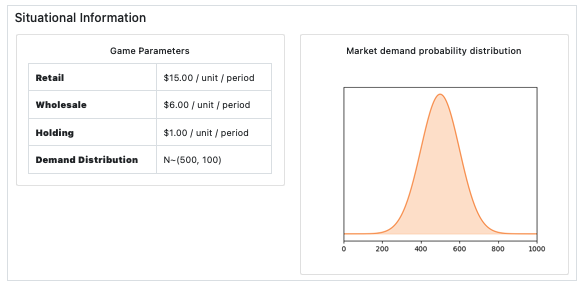 Situational Information
Game Parameters
Retail $15.00 / unit / period
Wholesale $6.00 / unit / period
Holding $1.00 / unit / period
Demand Distribution N~(500, 100)
Market demand probability distribution
0 200 400 600 800 1000